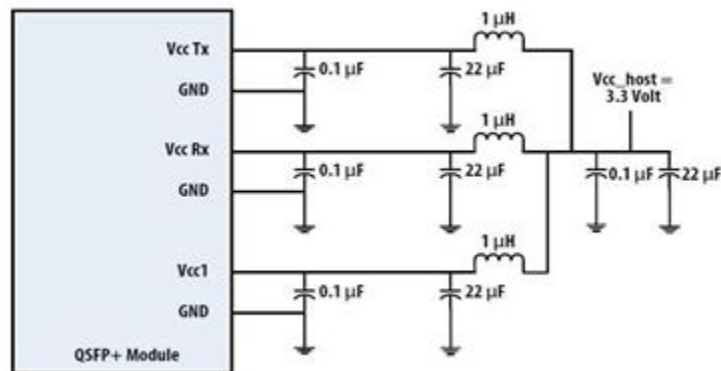 1 µH
Vcc Tx
0.1 µF
22 µF
GND
Vcc_host =
3.3 Volt
1 µH
Vcc Rx
0.1 µF
22 µF
0.1 µF
22 µF
GND
1 µH
Vcc1
0.1 µF
22 µF
GND
QSFP+ Module